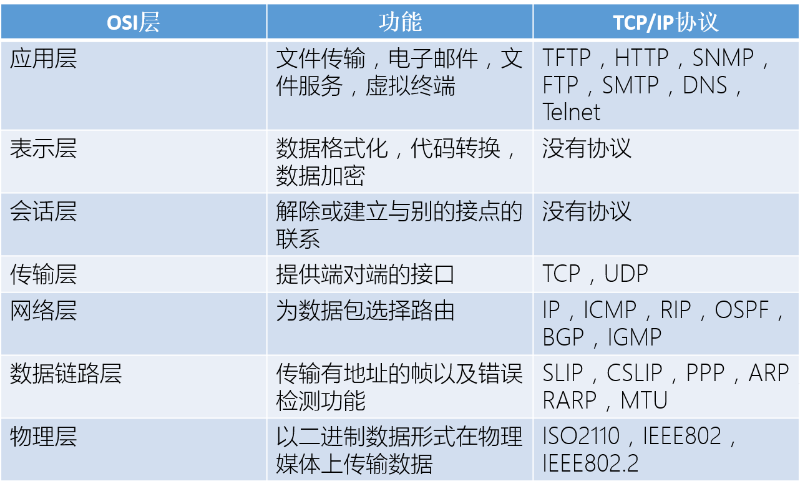 OSI层 功能 TCP/IP协议
应用层 文件传输，电子邮件，文 TFTP，HTTP，SNMP，
件服务，虚拟终端 FTP，SMTP，DNS，
Telnet
表示层 数据格式化，代码转换， 没有协议
数据加密
会话层 解除或建立与别的接点的 没有协议
联系
传输层 提供端对端的接口 TCP，UDP
网络层 为数据包选择路由 IP，ICMP，RIP，OSPF，
BGP，IGMP
数据链路层 传输有地址的帧以及错误 SLIP，CSLIP，PPP，ARP
检测功能 RARP，MTU
物理层 以二进制数据形式在物理 ISO2110，IEEE802，
媒体上传输数据 IEEE802.2